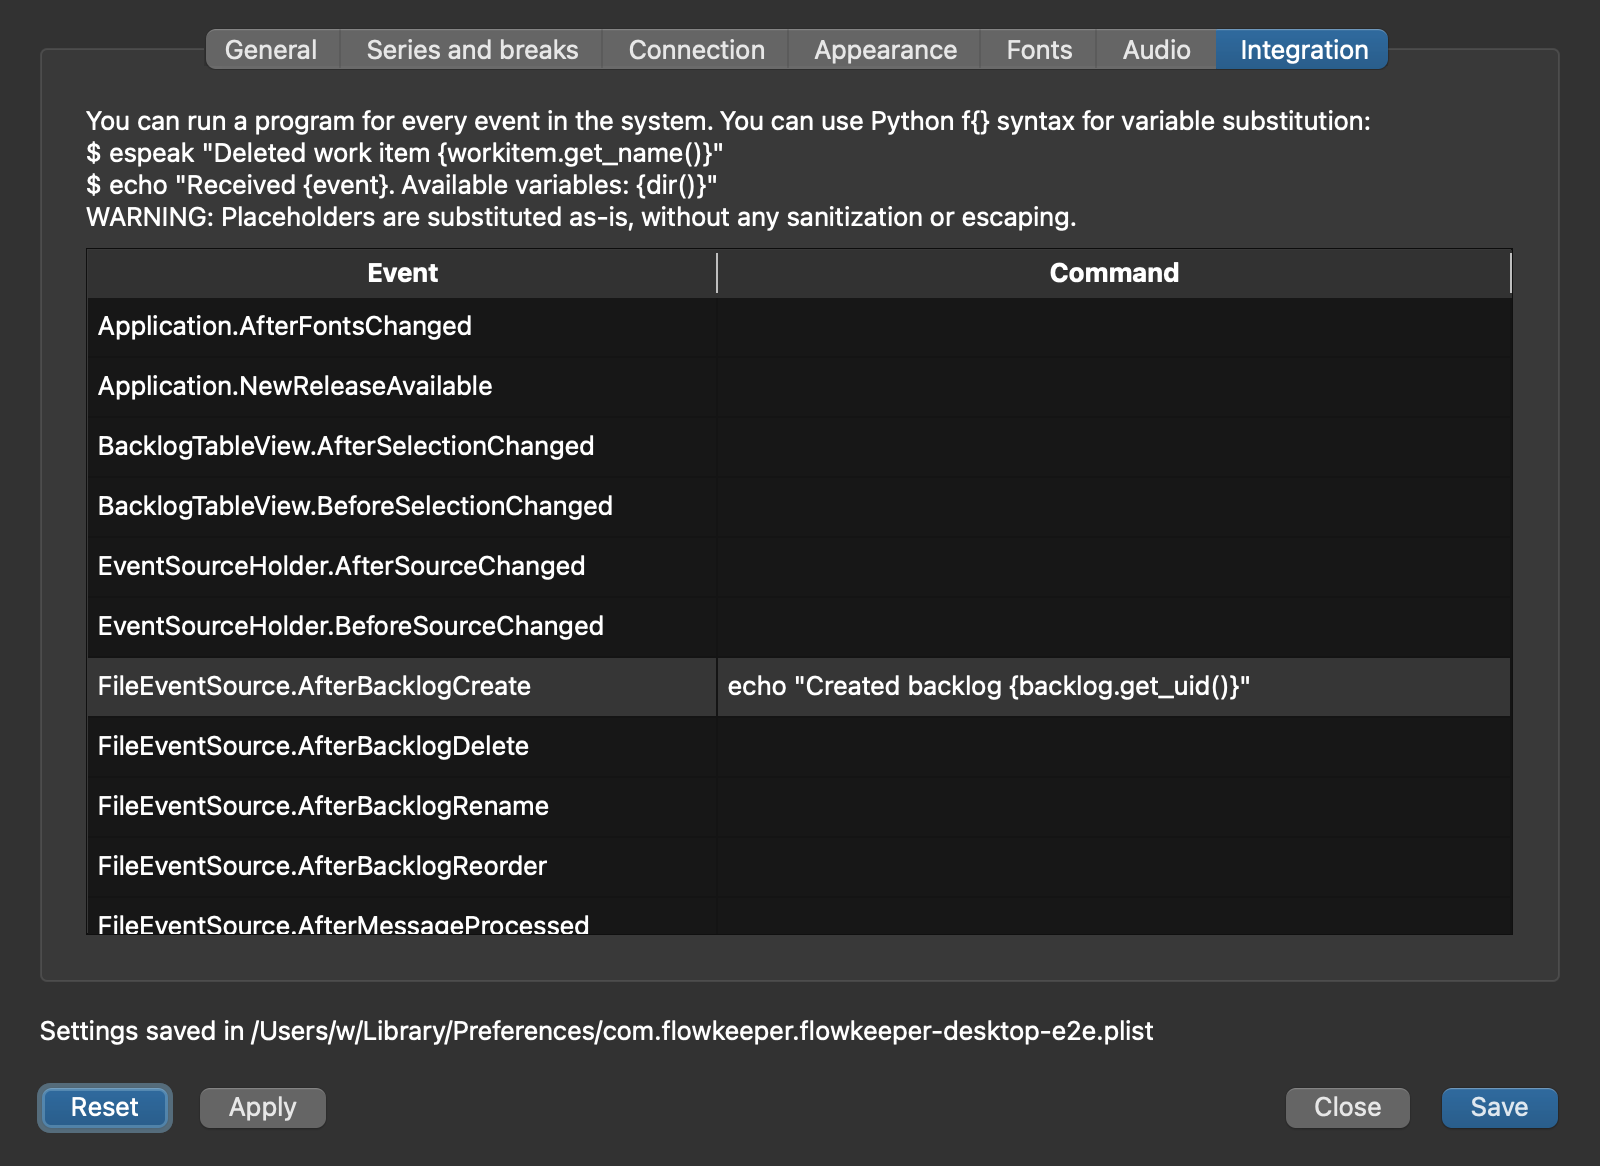 General Series and breaks Connection Appearance Fonts Audio Integration
You can run a program for every event in the system. You can use Python f{} syntax for variable substitution:
$ espeak "Deleted work item {workitem.get_name()}"
$ echo "Received {event}. Available variables: {dir()}"
WARNING: Placeholders are substituted as-is, without any sanitization or escaping.
Event Command
Application.AfterFontsChanged
Application.NewReleaseAvailable
BacklogTableView.AfterSelectionChanged
BacklogTableView.BeforeSelectionChanged
EventSourceHolder.AfterSourceChanged
EventSourceHolder.BeforeSourceChanged
FileEventSource.AfterBacklogCreate echo "Created backlog {backlog.get_uid()}"
FileEventSource.AfterBacklogDelete
FileEventSource.AfterBacklogRename
FileEventSource.AfterBacklogReorder
FileEventSource.AfterMessageProcessed
Settings saved in /Users/w/Library/Preferences/com.flowkeeper.flowkeeper-desktop-e2e.plist
Reset Apply Close Save